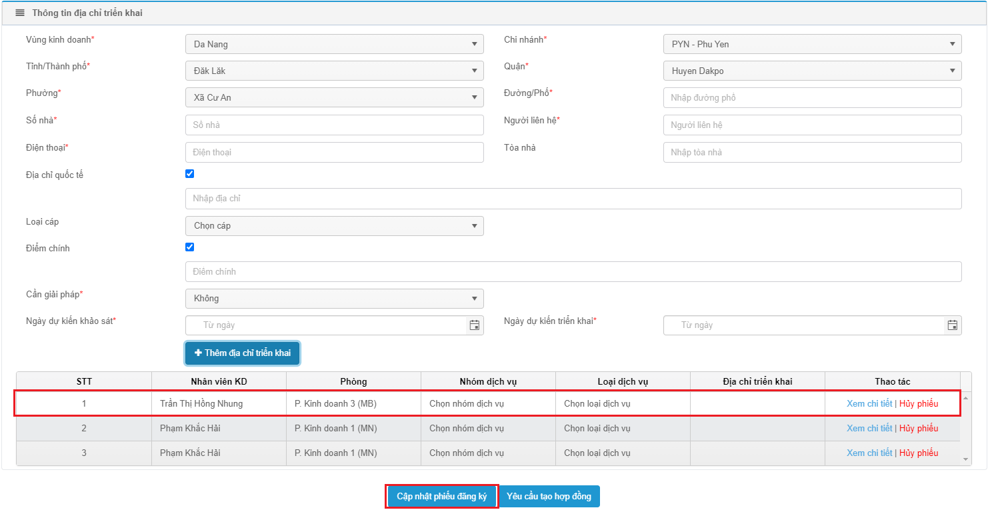 Thông tin địa chỉ triển khai
Vùng kinh doanh* Da Nang Chi nhánh* PYN - Phu Yen
Tỉnh/Thành phố* Đăk Lăk Quận* Huyen Dakpo
Phường* Xã Cư An Đường/Phố* Nhập đường phố
Số nhà* Số nhà Người liên hệ* Người liên hệ
Điện thoại* Điện thoại Tòa nhà Nhập tòa nhà
Địa chỉ quốc tế
Nhập địa chỉ
Loại cáp Chọn cáp
Điểm chính
Điểm chính
Cần giải pháp* Không
Ngày dự kiến khảo sát* Từ ngày Ngày dự kiến triển khai* Từ ngày
+ Thêm địa chỉ triển khai
STT Nhân viên KD Phòng Nhóm dịch vụ Loại dịch vụ Địa chỉ triển khai Thao tác
1 Trần Thị Hồng Nhung P. Kinh doanh 3 (MB) Chọn nhóm dịch vụ Chọn loại dịch vụ Xem chi tiết | Hủy phiếu
2 Phạm Khắc Hải P. Kinh doanh 1 (MN) Chọn nhóm dịch vụ Chọn loại dịch vụ Xem chi tiết | Hủy phiếu
3 Phạm Khắc Hải P. Kinh doanh 1 (MN) Chọn nhóm dịch vụ Chọn loại dịch vụ Xem chi tiết | Hủy phiếu
Cập nhật phiếu đăng ký Yêu cầu tạo hợp đồng